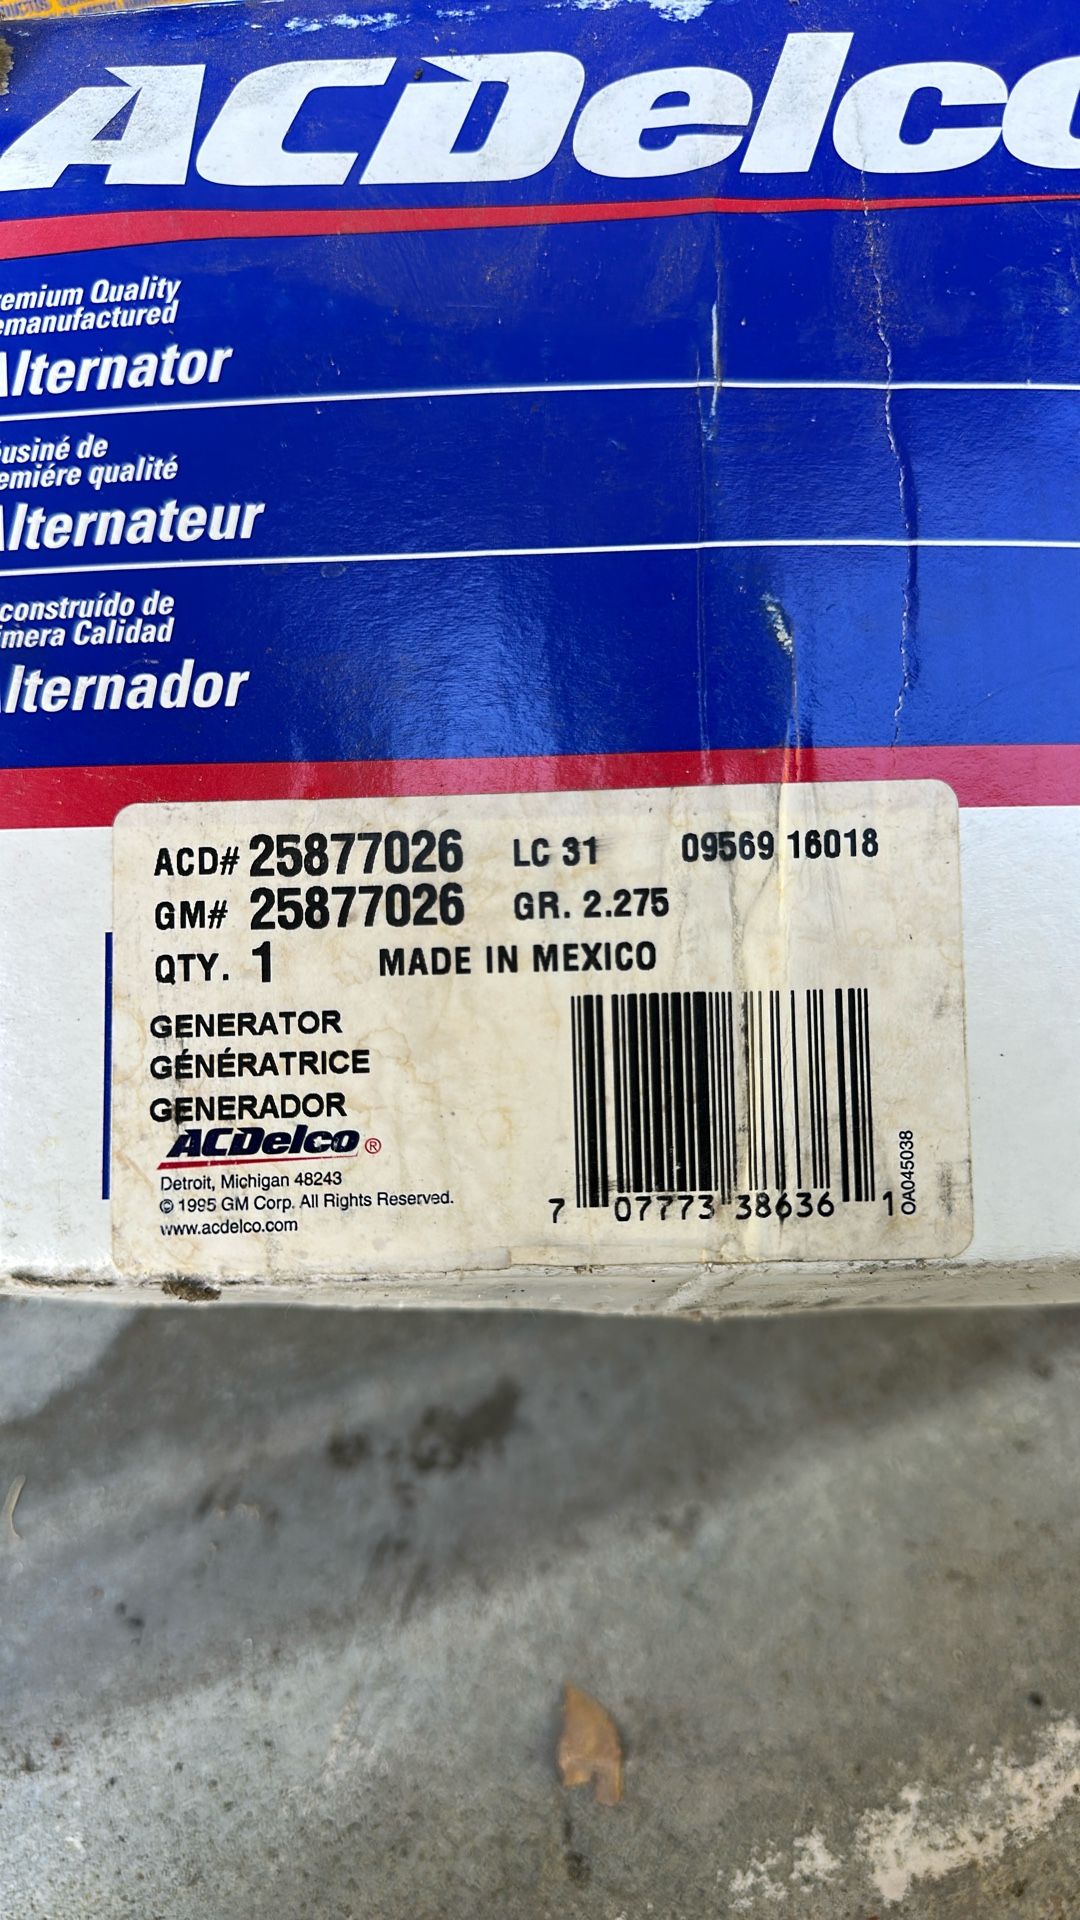 ACDelco
emium Quality
emanufactured
Alternator
usiné de
emiére qualité
Alternateur
construído de
imera Calidad
Alternador
ACD# 25877026 LC 31 09569 16018
GM# 25877026 GR. 2.275
QTY. 1 MADE IN MEXICO
GENERATOR
GÉNÉRATRICE
GENERADOR
ACDelco®
Detroit, Michigan 48243
© 1995 GM Corp. All Rights Reserved.
www.acdelco.com
7 07773 38636 1
OA045038